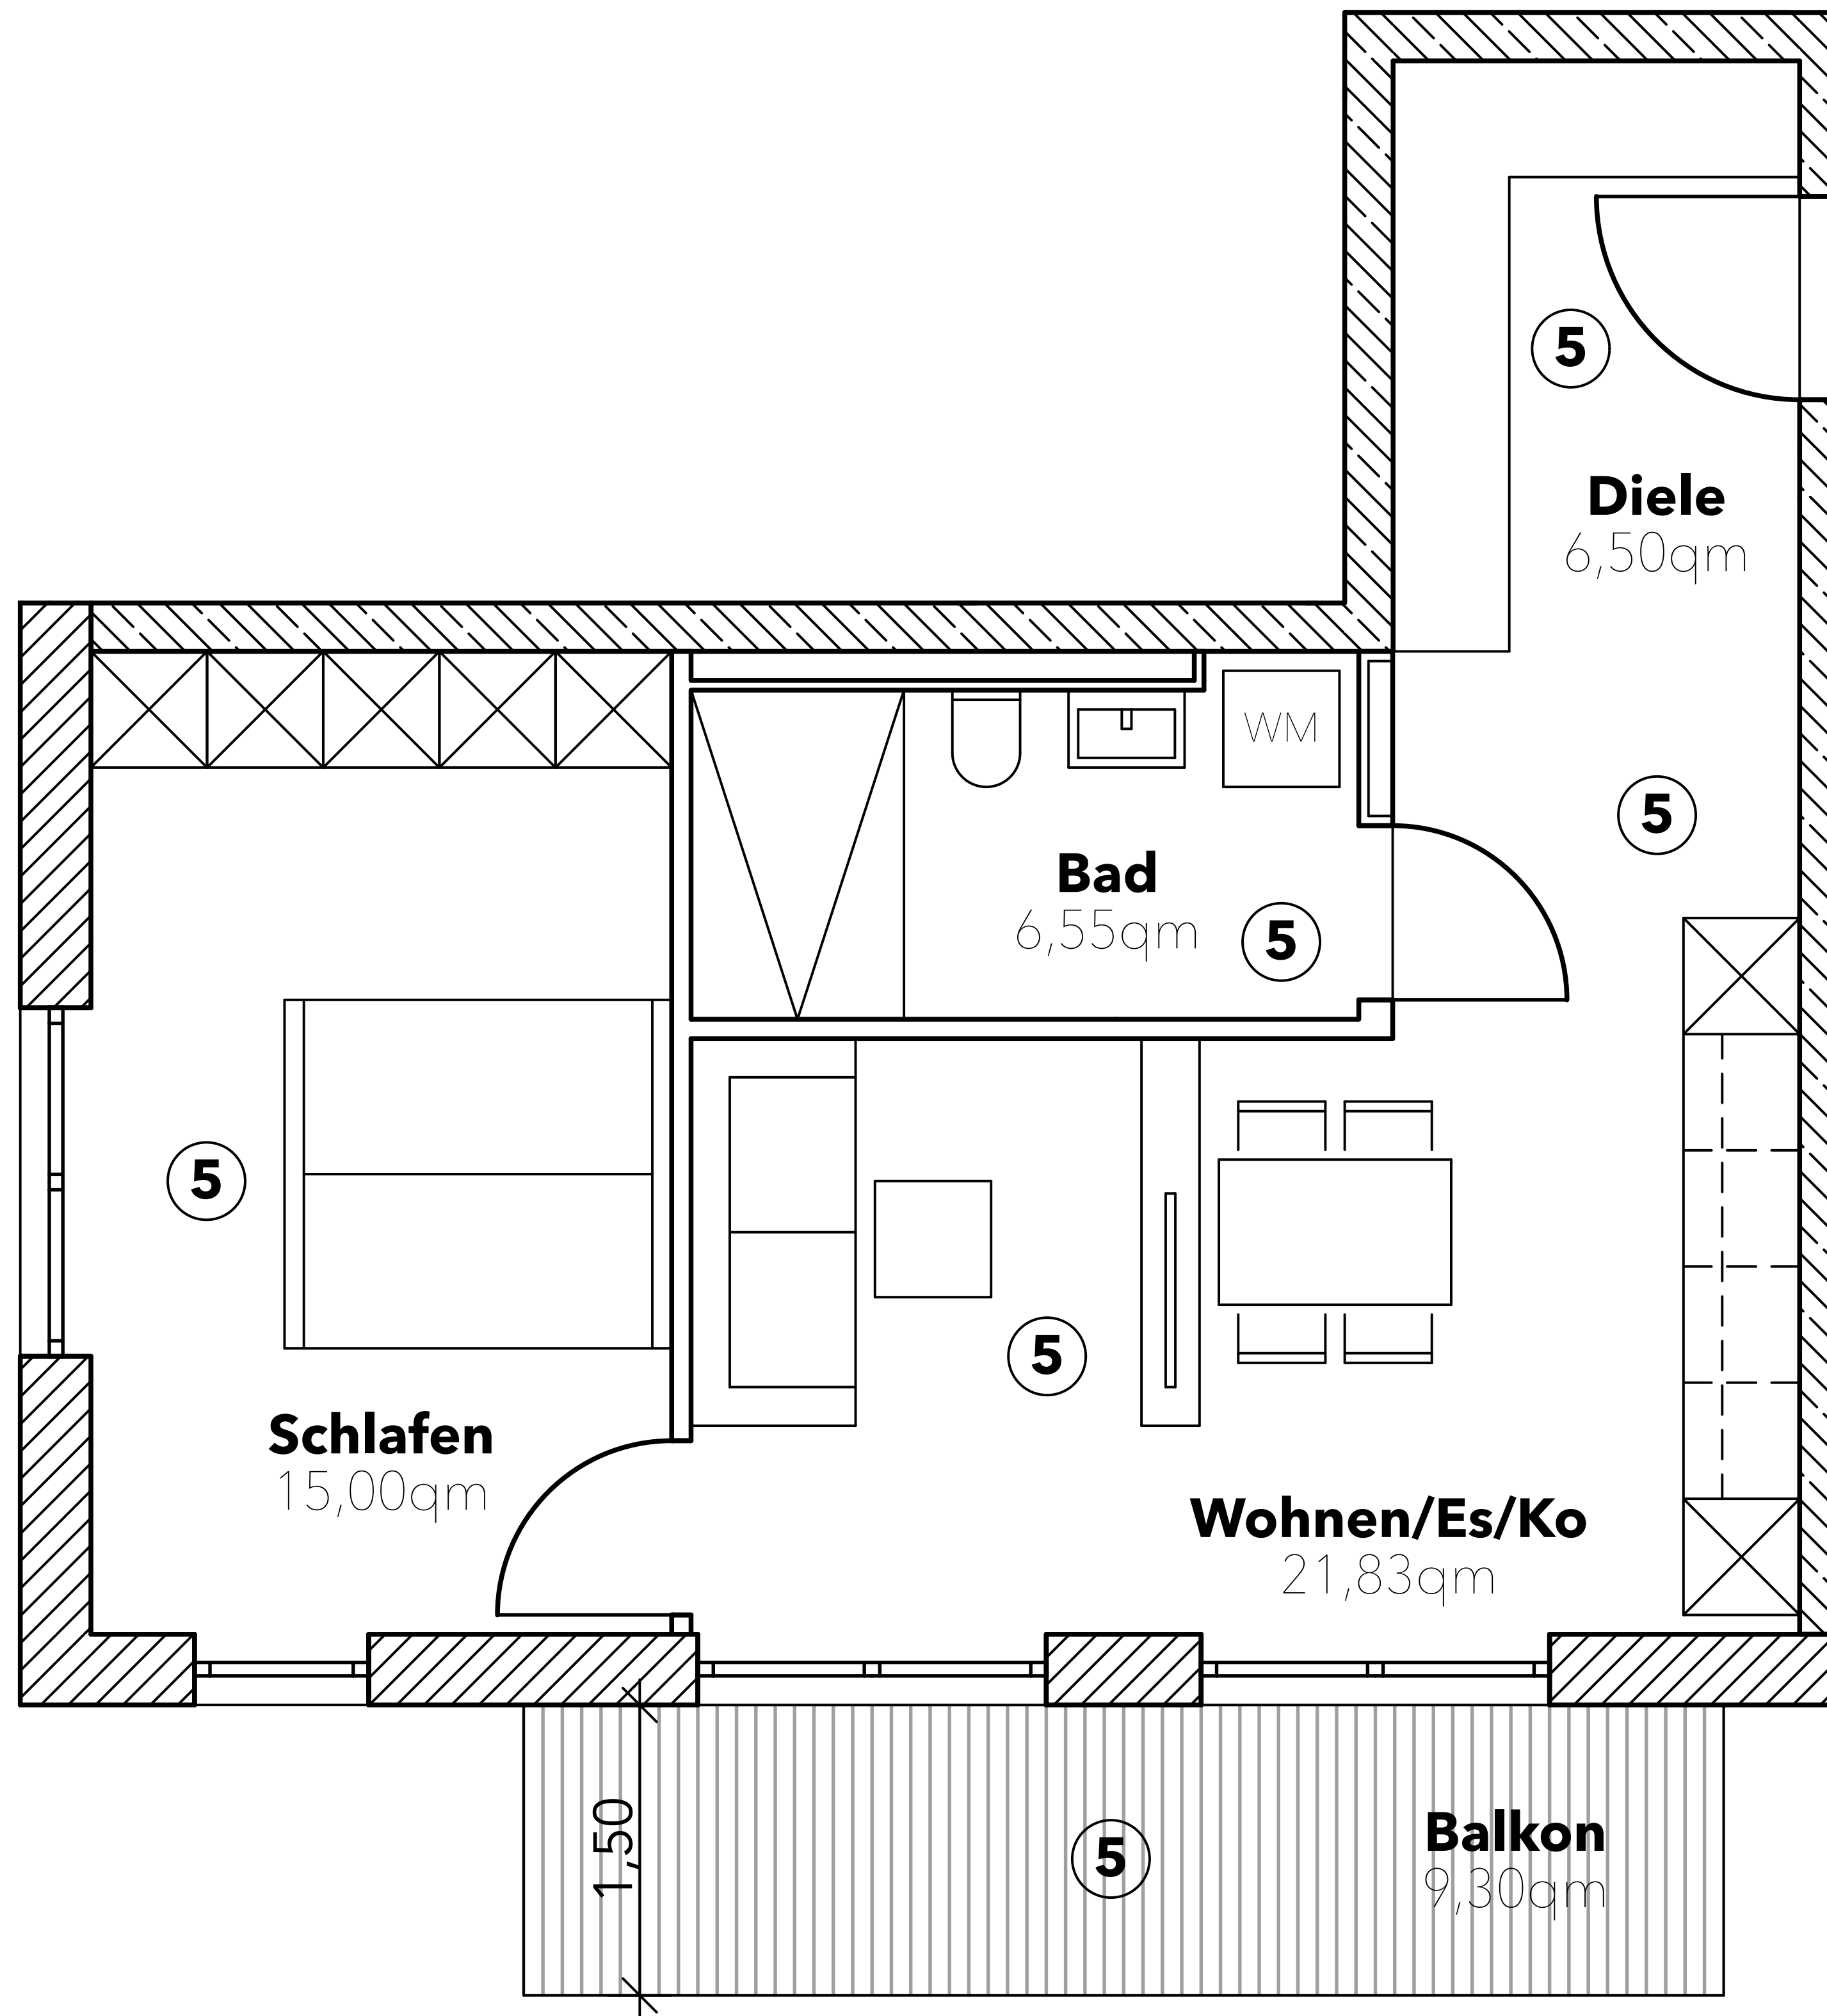 5
Diele
6,50qm
WM
5
Bad
6,55qm
5
5
5
Schlafen
15,00qm
Wohnen/Es/Ko
21,83qm
1,50
5
Balkon
9,30qm